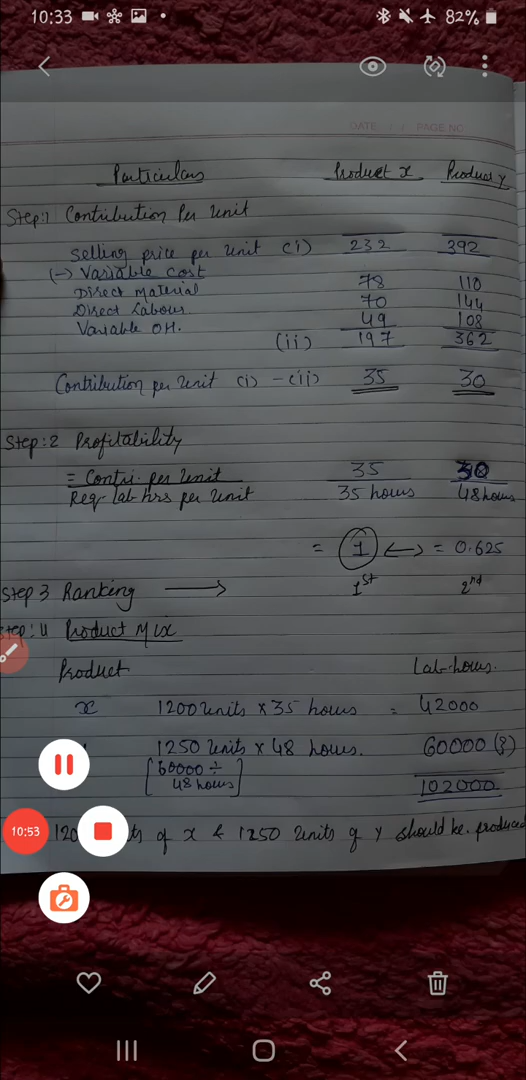 10:33
82%
DATE / / PAGE NO
Particulars Product x Product y
Step:1 Contribution Per Unit
Selling price per Unit (i) 232 392
(-) Variable Cost
Direct Material 78 110
Direct Labour 70 144
Variable OH. 49 108
(ii) 197 362
Contribution per Unit (i) - (ii) 35 30
Step:2 Profitability
= Contri. per Unit 35 30
Req. Lab hrs per Unit 35 hours 48 hours
= 1 = 0.625
Step 3 Ranking 1st 2nd
Step: 4 Product Mix
Product Lab-hours.
x 1200 Units × 35 hours = 42000
1250 Units × 48 hours. 60000 (3)
[60000 ÷
48 hours]
102000
10:53 of x & 1250 Units of Y should be produced